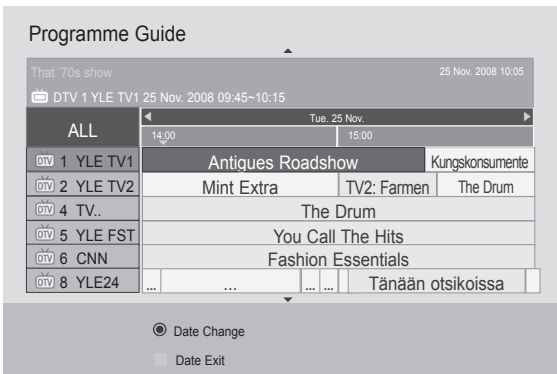 Programme Guide
That '70s show 25 Nov. 2008 10:05
DTV 1 YLE TV1 25 Nov. 2008 09:45~10:15
ALL
Tue. 25 Nov.
14:00 15:00
DTV 1 YLE TV1 Antigues Roadshow Kungskonsumente
DTV 2 YLE TV2 Mint Extra TV2: Farmen The Drum
DTV 4 TV.. The Drum
DTV 5 YLE FST You Call The Hits
DTV 6 CNN Fashion Essentials
DTV 8 YLE24 ... ... ... ... Tänään otsikoissa
Date Change
Date Exit